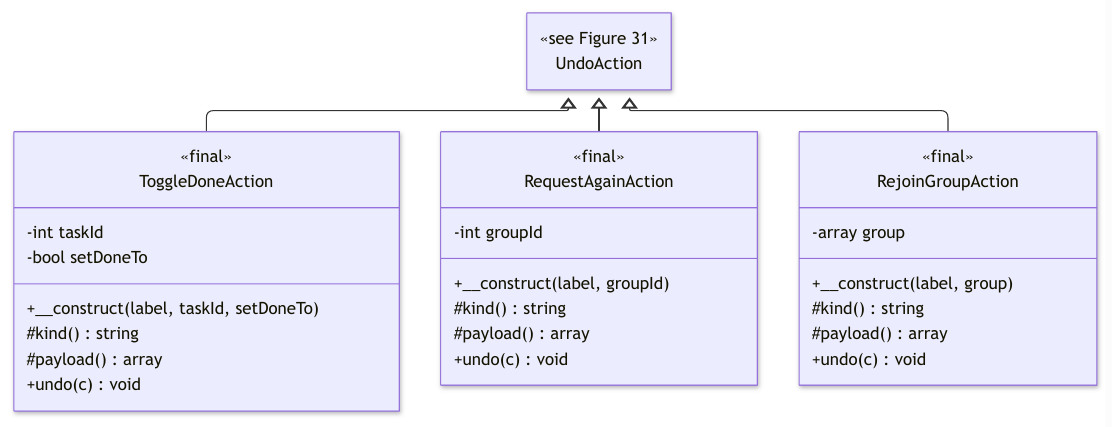 «see Figure 31»
UndoAction
«final»
ToggleDoneAction
-int taskId
-bool setDoneTo
+__construct(label, taskId, setDoneTo)
#kind() : string
#payload() : array
+undo(c) : void
«final»
RequestAgainAction
-int groupId
+__construct(label, groupId)
#kind() : string
#payload() : array
+undo(c) : void
«final»
RejoinGroupAction
-array group
+__construct(label, group)
#kind() : string
#payload() : array
+undo(c) : void